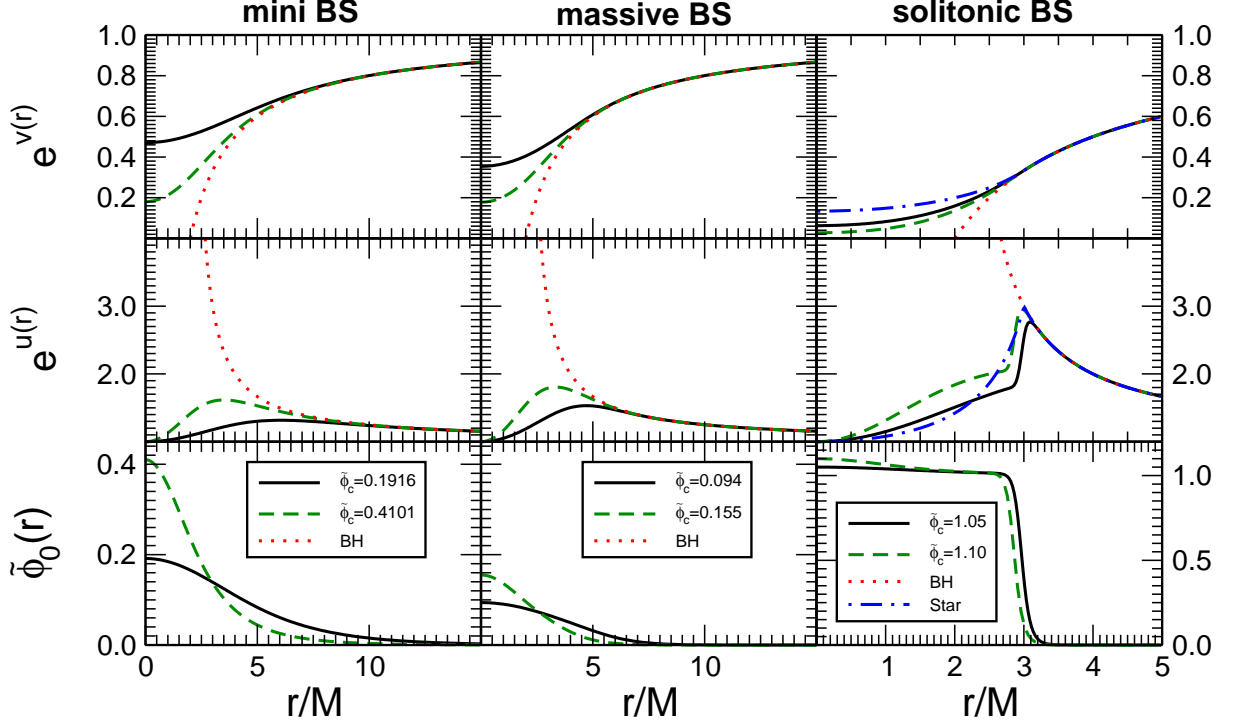 mini BS massive BS solitonic BS
1.0 1.0
0.8 0.8
0.6 0.6
0.4 0.4
0.2 0.2
e^v(r)
3.0 3.0
2.0 2.0
e^u(r)
0.4 1.0
0.2 0.5
0.0 0.0
ϕ̃₀(r)
ϕ̃c=0.1916
ϕ̃c=0.4101
BH
ϕ̃c=0.094
ϕ̃c=0.155
BH
ϕ̃c=1.05
ϕ̃c=1.10
BH
Star
0 5 10 5 10 1 2 3 4 5
r/M r/M r/M